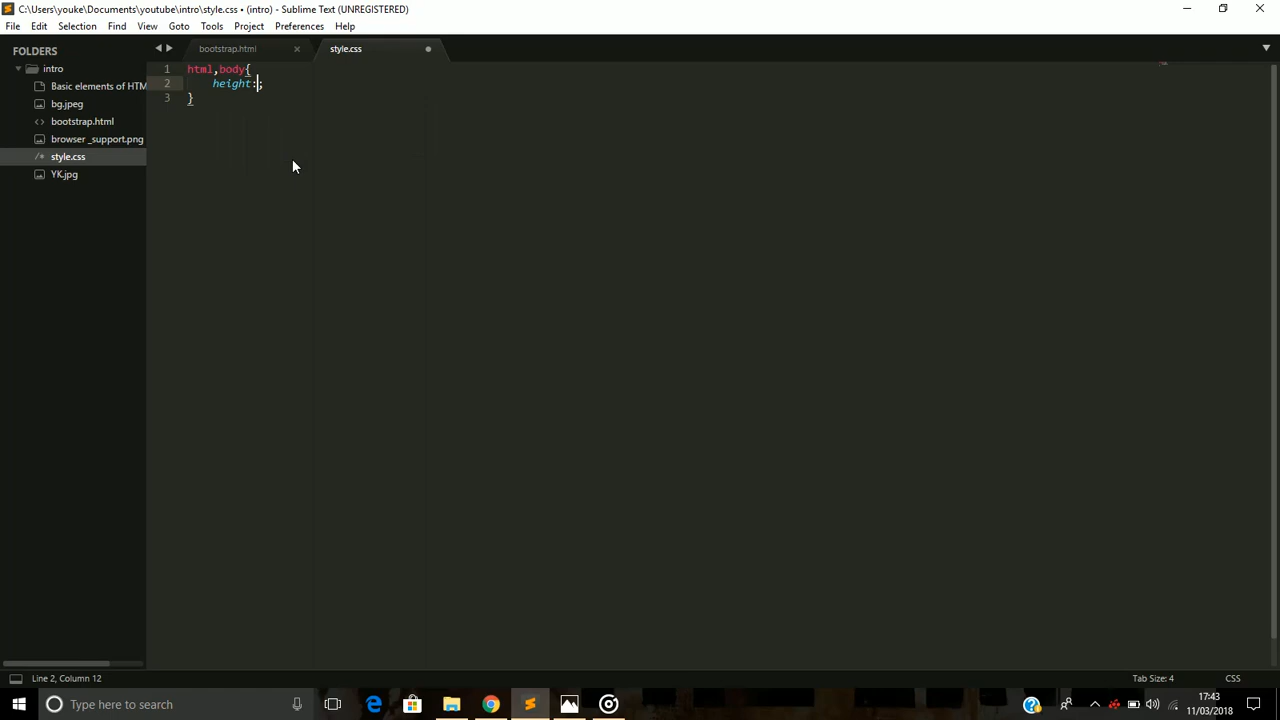 C:\Users\youke\Documents\youtube\intro\style.css • (intro) - Sublime Text (UNREGISTERED)
File Edit Selection Find View Goto Tools Project Preferences Help
FOLDERS
intro
Basic elements of HTM
bg.jpeg
bootstrap.html
browser _support.png
style.css
YK.jpg
bootstrap.html × style.css
1 html,body{
2 height:;
3 }
Line 2, Column 12 Tab Size: 4 CSS
Type here to search
17:43
11/03/2018